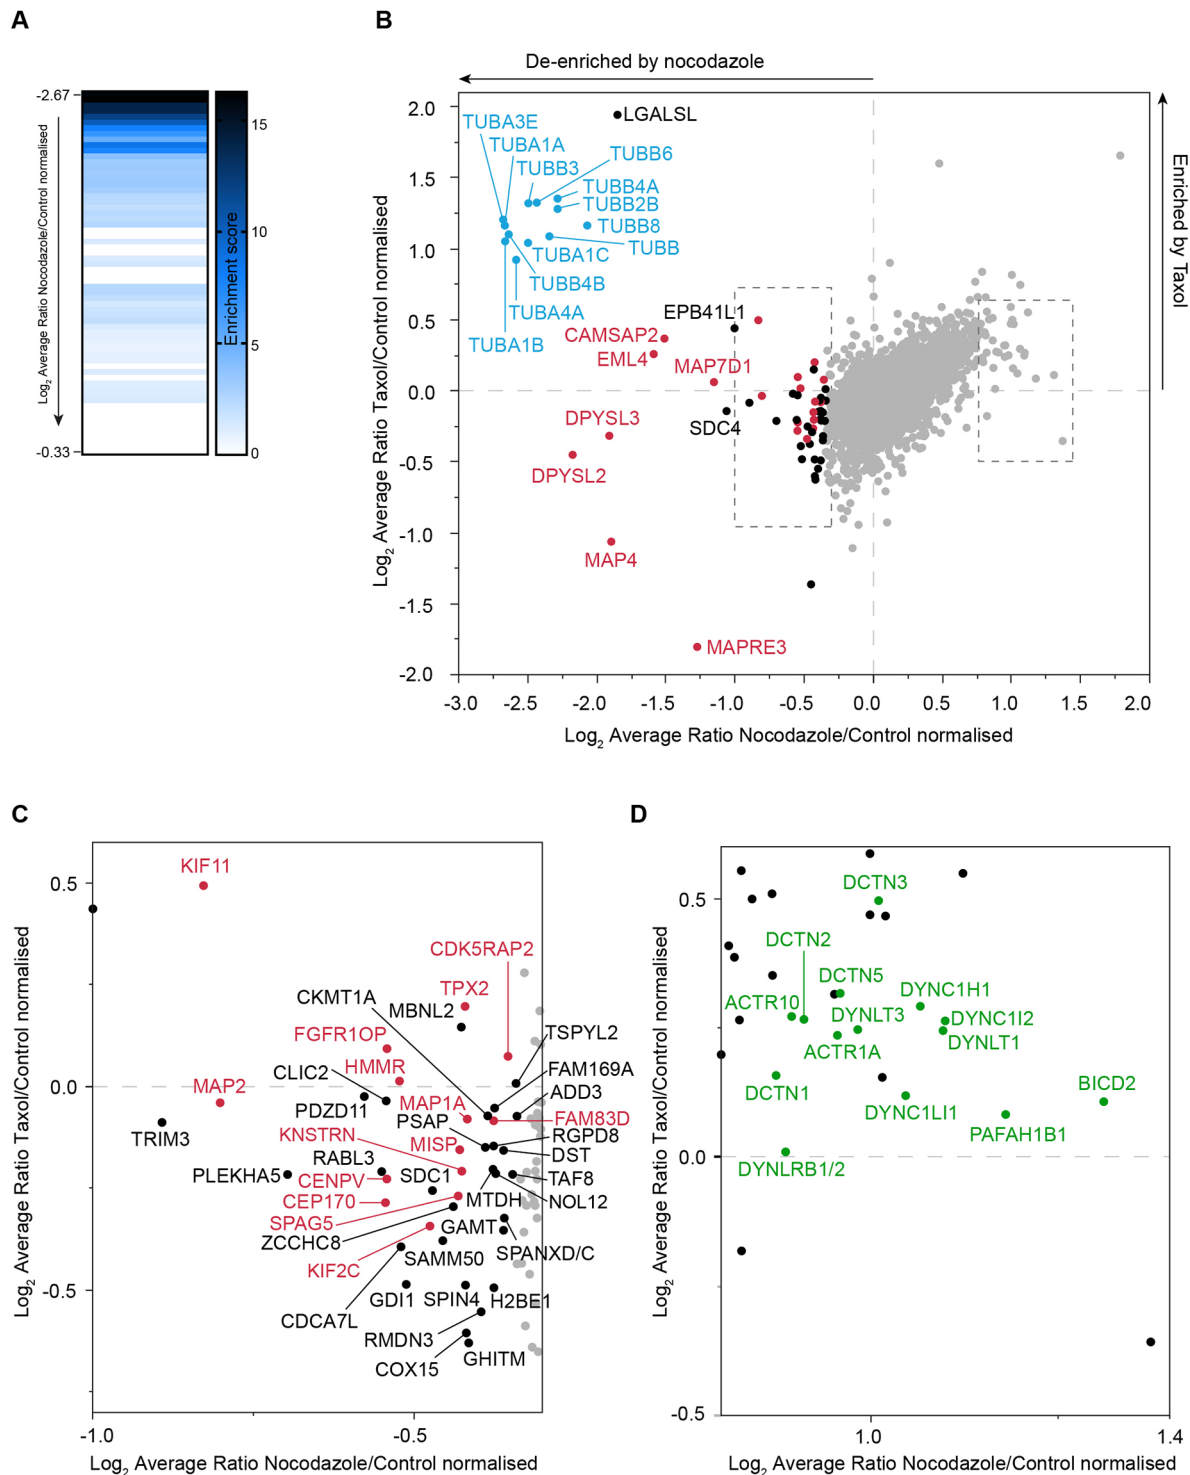 A
-2.67
-0.33
Log2 Average Ratio Nocodazole/Control normalised
15
10
5
0
Enrichment score
B
De-enriched by nocodazole
Enriched by Taxol
2.0
1.5
1.0
0.5
0.0
-0.5
-1.0
-1.5
-2.0
Log2 Average Ratio Taxol/Control normalised
LGALSL
TUBA3E
TUBA1A
TUBB3
TUBB6
TUBB4A
TUBB2B
TUBB8
TUBB
TUBA1C
TUBB4B
TUBA4A
TUBA1B
EPB41L1
CAMSAP2
EML4
MAP7D1
SDC4
DPYSL3
DPYSL2
MAP4
MAPRE3
-3.0 -2.5 -2.0 -1.5 -1.0 -0.5 0.0 0.5 1.0 1.5 2.0
Log2 Average Ratio Nocodazole/Control normalised
C
0.5
0.0
-0.5
Log2 Average Ratio Taxol/Control normalised
KIF11
CDK5RAP2
TPX2
CKMT1A
MBNL2
TSPYL2
FGFR1OP
FAM169A
HMMR
CLIC2
ADD3
MAP2
MAP1A
PDZD11
FAM83D
PSAP
TRIM3
KNSTRN
RGPD8
MISP
DST
RABL3
PLEKHA5
SDC1
TAF8
CENPV
MTDH
NOL12
CEP170
SPAG5
GAMT
ZCCHC8
SPANXD/C
SAMM50
KIF2C
GDI1
SPIN4
H2BE1
CDCA7L
RMDN3
GHITM
COX15
-1.0 -0.5
Log2 Average Ratio Nocodazole/Control normalised
D
0.5
0.0
-0.5
Log2 Average Ratio Taxol/Control normalised
DCTN3
DCTN2
DCTN5
DYNC1H1
ACTR10
DYNLT3
DYNC1I2
DYNLT1
ACTR1A
DCTN1
BICD2
DYNC1LI1
PAFAH1B1
DYNLRB1/2
1.0 1.4
Log2 Average Ratio Nocodazole/Control normalised